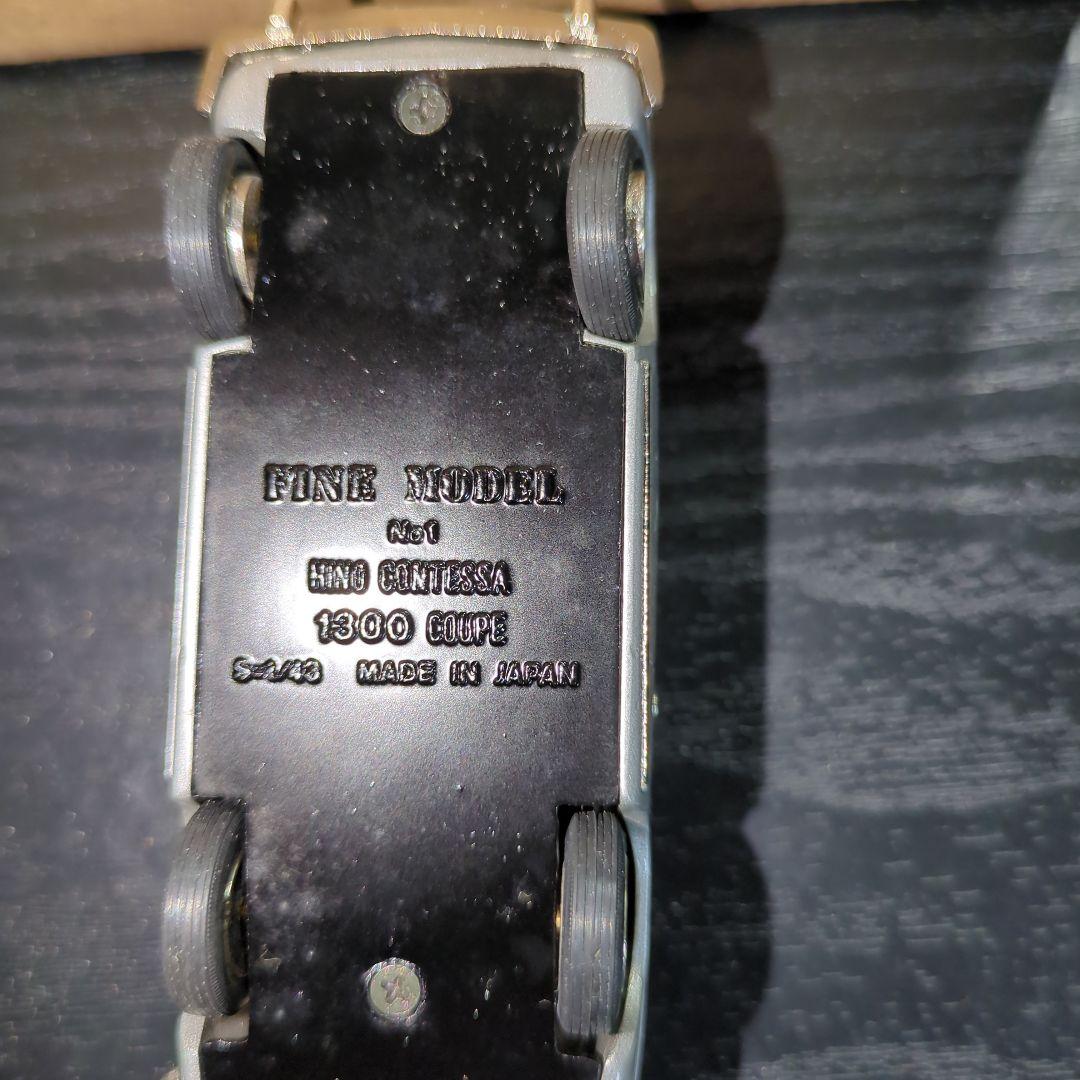 FINE MODEL
No1
HINO CONTESSA
1300 COUPE
S=1/43 MADE IN JAPAN